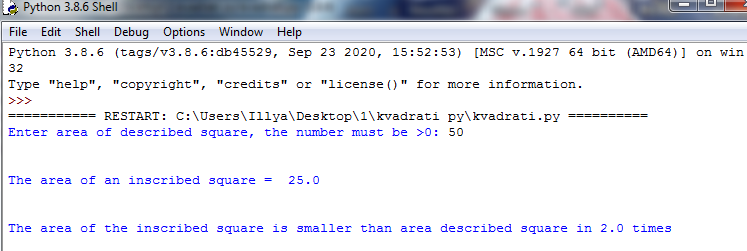 Python 3.8.6 Shell
File Edit Shell Debug Options Window Help
Python 3.8.6 (tags/v3.8.6:db45529, Sep 23 2020, 15:52:53) [MSC v.1927 64 bit (AMD64)] on win
32
Type "help", "copyright", "credits" or "license()" for more information.
>>>
=========== RESTART: C:\Users\Illya\Desktop\1\kvadrati py\kvadrati.py ==========
Enter area of described square, the number must be >0: 50
The area of an inscribed square =  25.0
The area of the inscribed square is smaller than area described square in 2.0 times